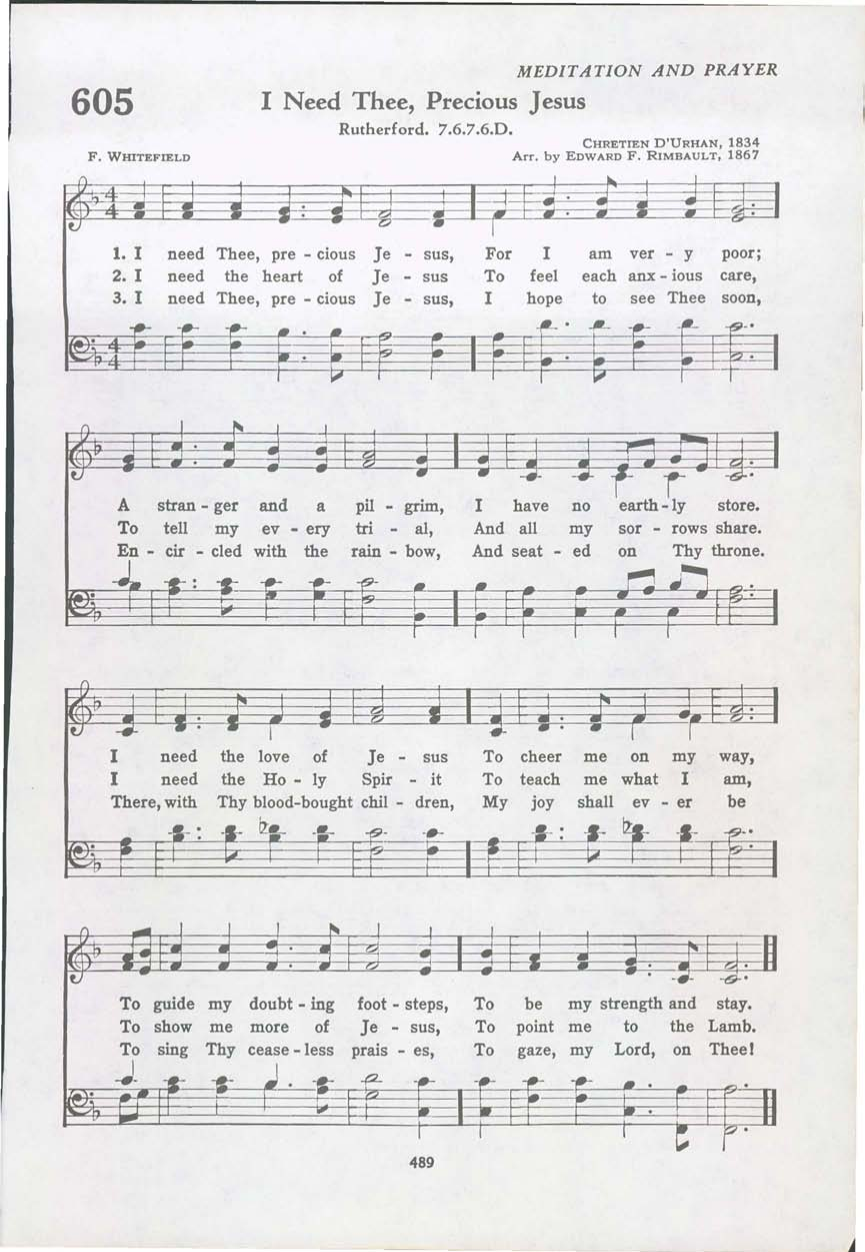 MEDITATION AND PRAYER
605 I Need Thee, Precious Jesus
Rutherford. 7.6.7.6.D.
CHRETIEN D'URHAN, 1834
F. WHITEFIELD Arr. by EDWARD F. RIMBAULT, 1867
1. I need Thee, pre - cious Je - sus, For I am ver - y poor;
2. I need the heart of Je - sus To feel each anx - ious care,
3. I need Thee, pre - cious Je - sus, I hope to see Thee soon,
A stran - ger and a pil - grim, I have no earth - ly store.
To tell my ev - ery tri - al, And all my sor - rows share.
En - cir - cled with the rain - bow, And seat - ed on Thy throne.
I need the love of Je - sus To cheer me on my way,
I need the Ho - ly Spir - it To teach me what I am,
There, with Thy blood-bought chil - dren, My joy shall ev - er be
To guide my doubt - ing foot - steps, To be my strength and stay.
To show me more of Je - sus, To point me to the Lamb.
To sing Thy cease - less prais - es, To gaze, my Lord, on Thee!
489